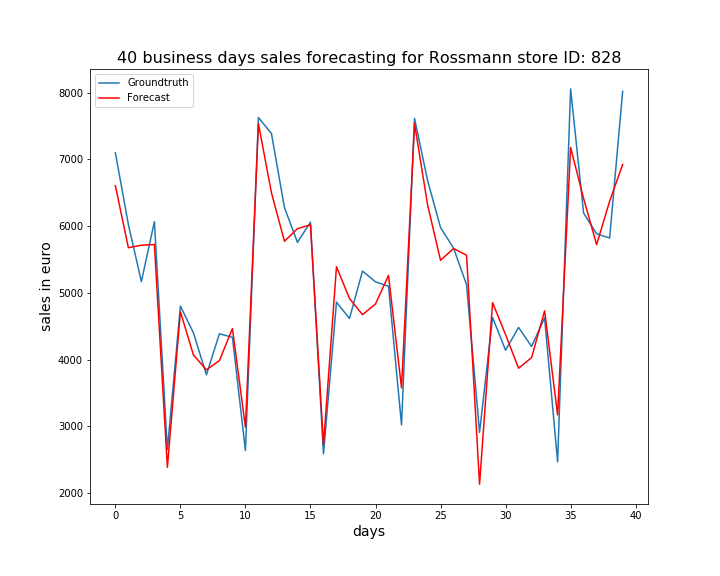 40 business days sales forecasting for Rossmann store ID: 828
Groundtruth
Forecast
sales in euro
8000
7000
6000
5000
4000
3000
2000
0 5 10 15 20 25 30 35 40
days